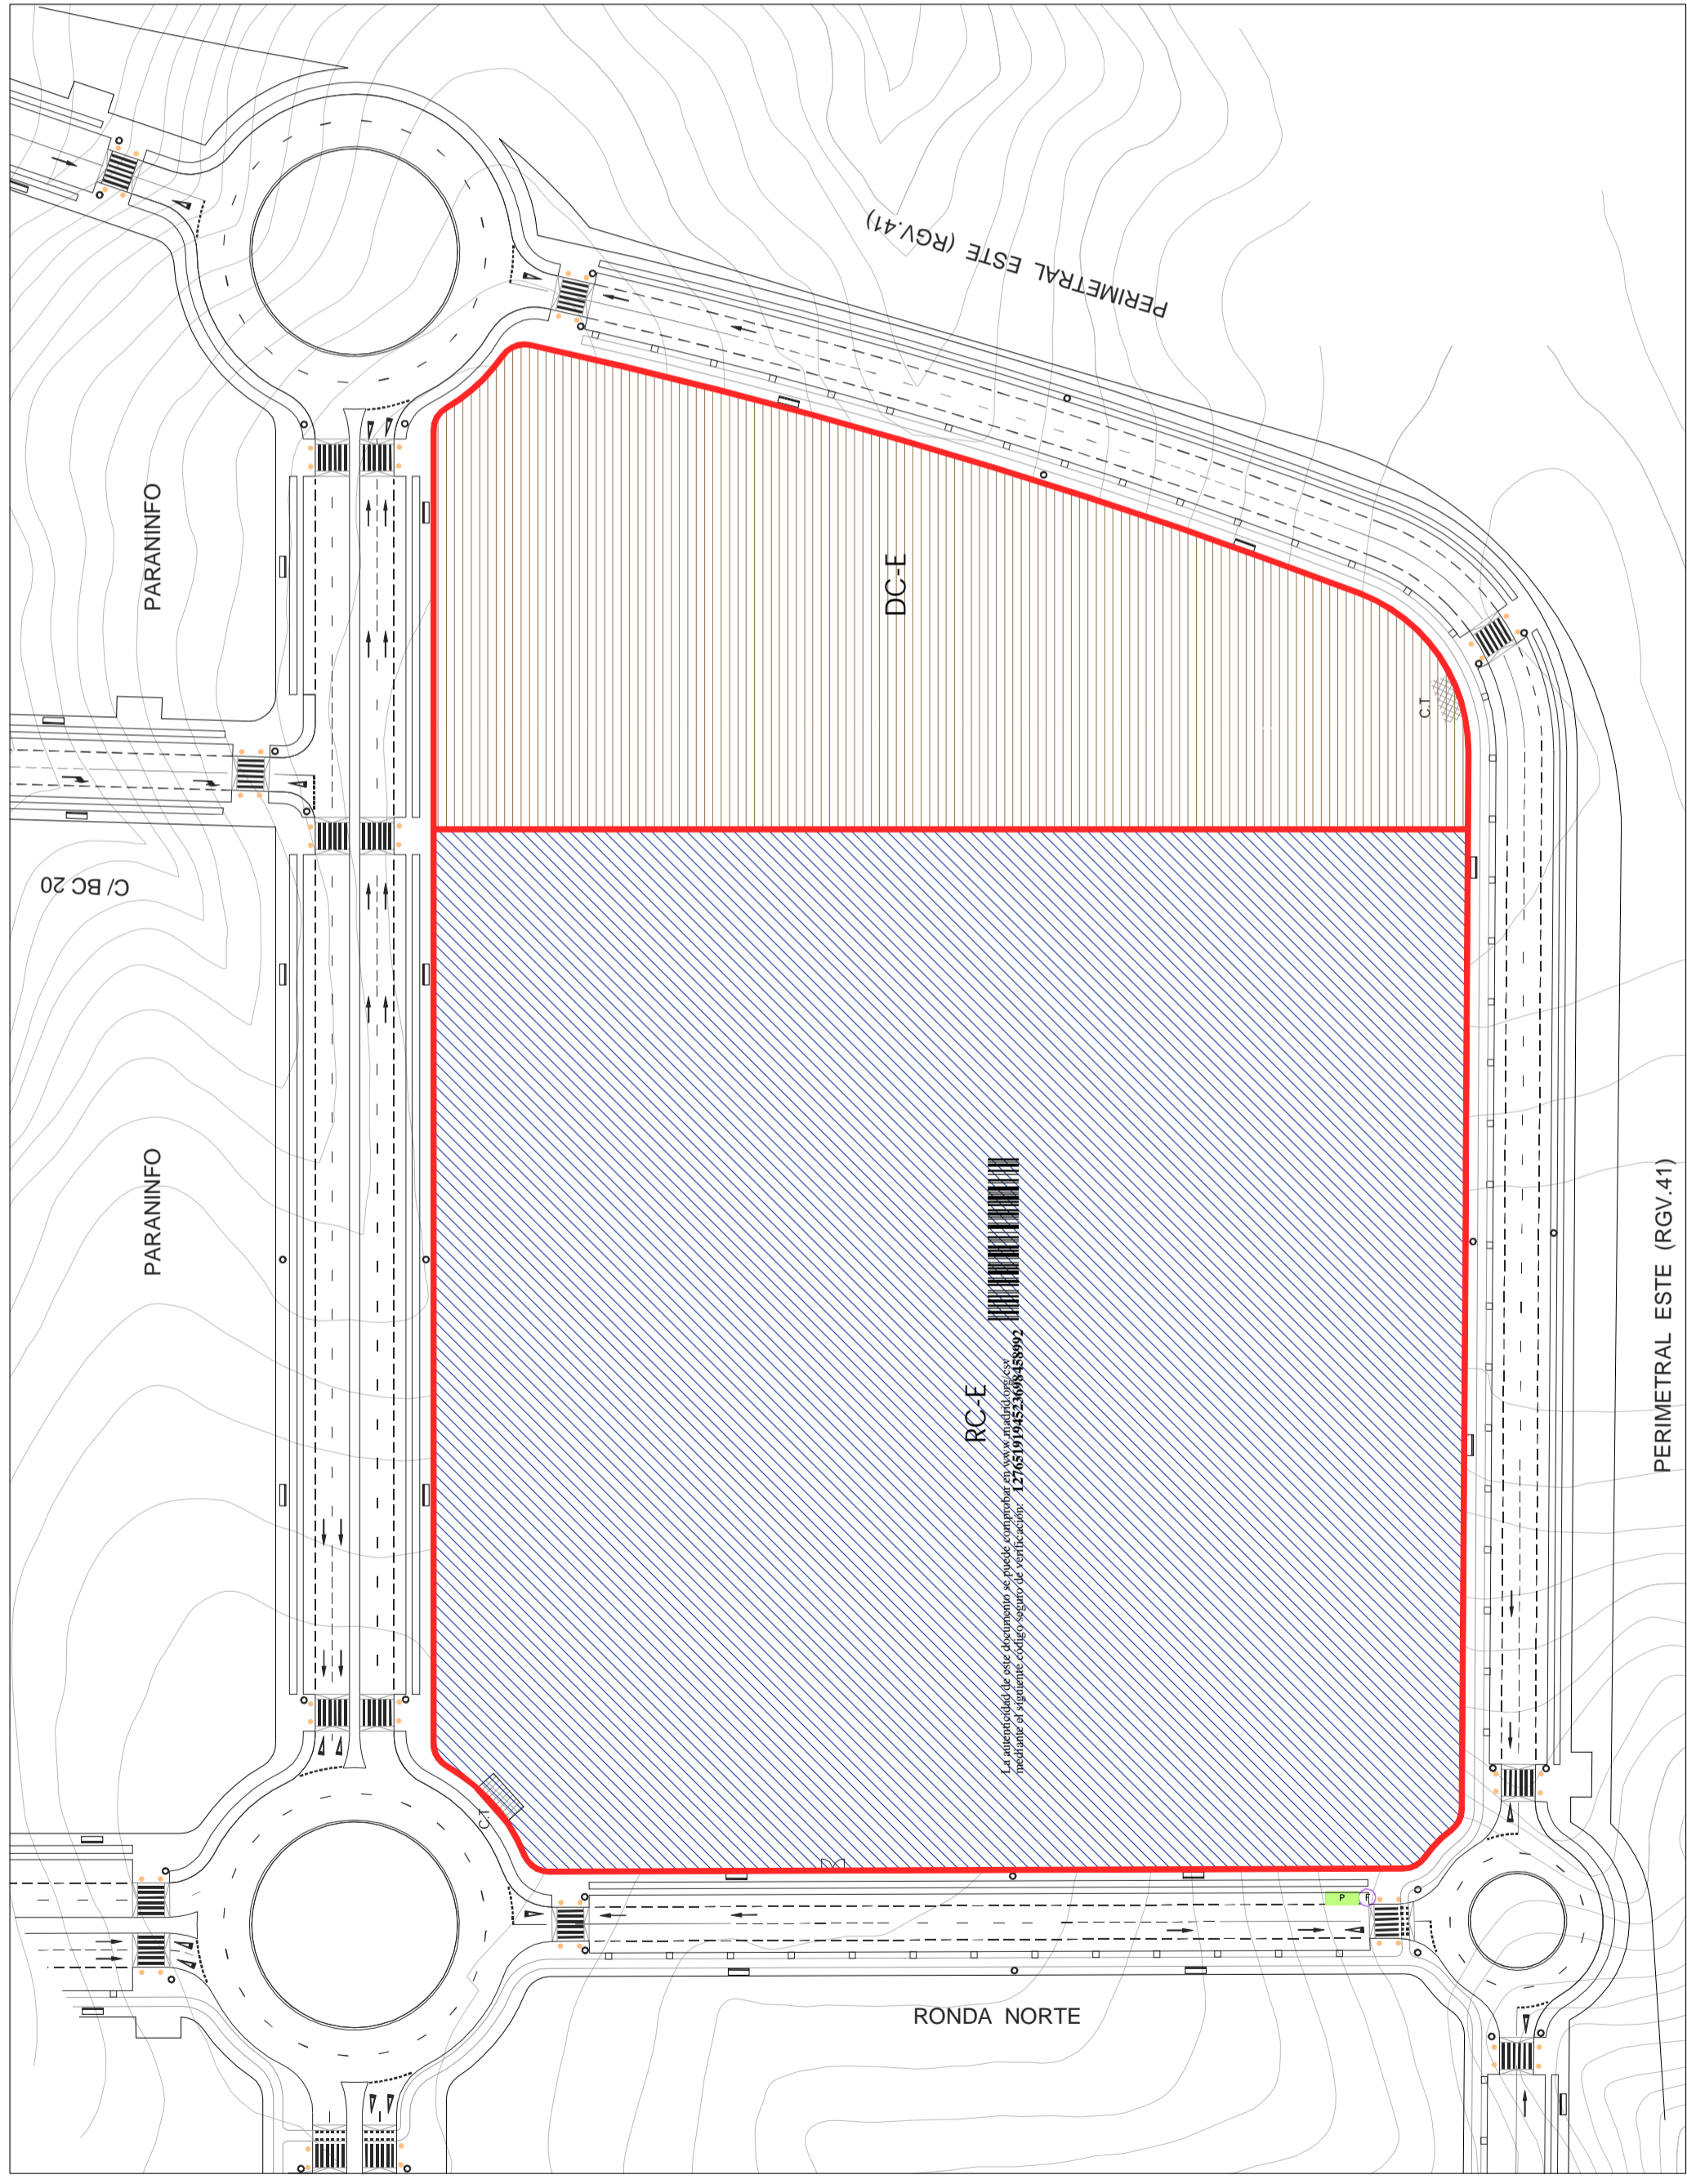 PERIMETRAL ESTE (RGV.41)
PARANINFO
DC-E
C.T
C/ BC 20
PARANINFO
PERIMETRAL ESTE (RGV.41)
RC-E
La autenticidad de este documento se puede comprobar en www.madrid.org/csv
mediante el siguiente código seguro de verificación: 1276519194523698458992
C.T
P
P
RONDA NORTE